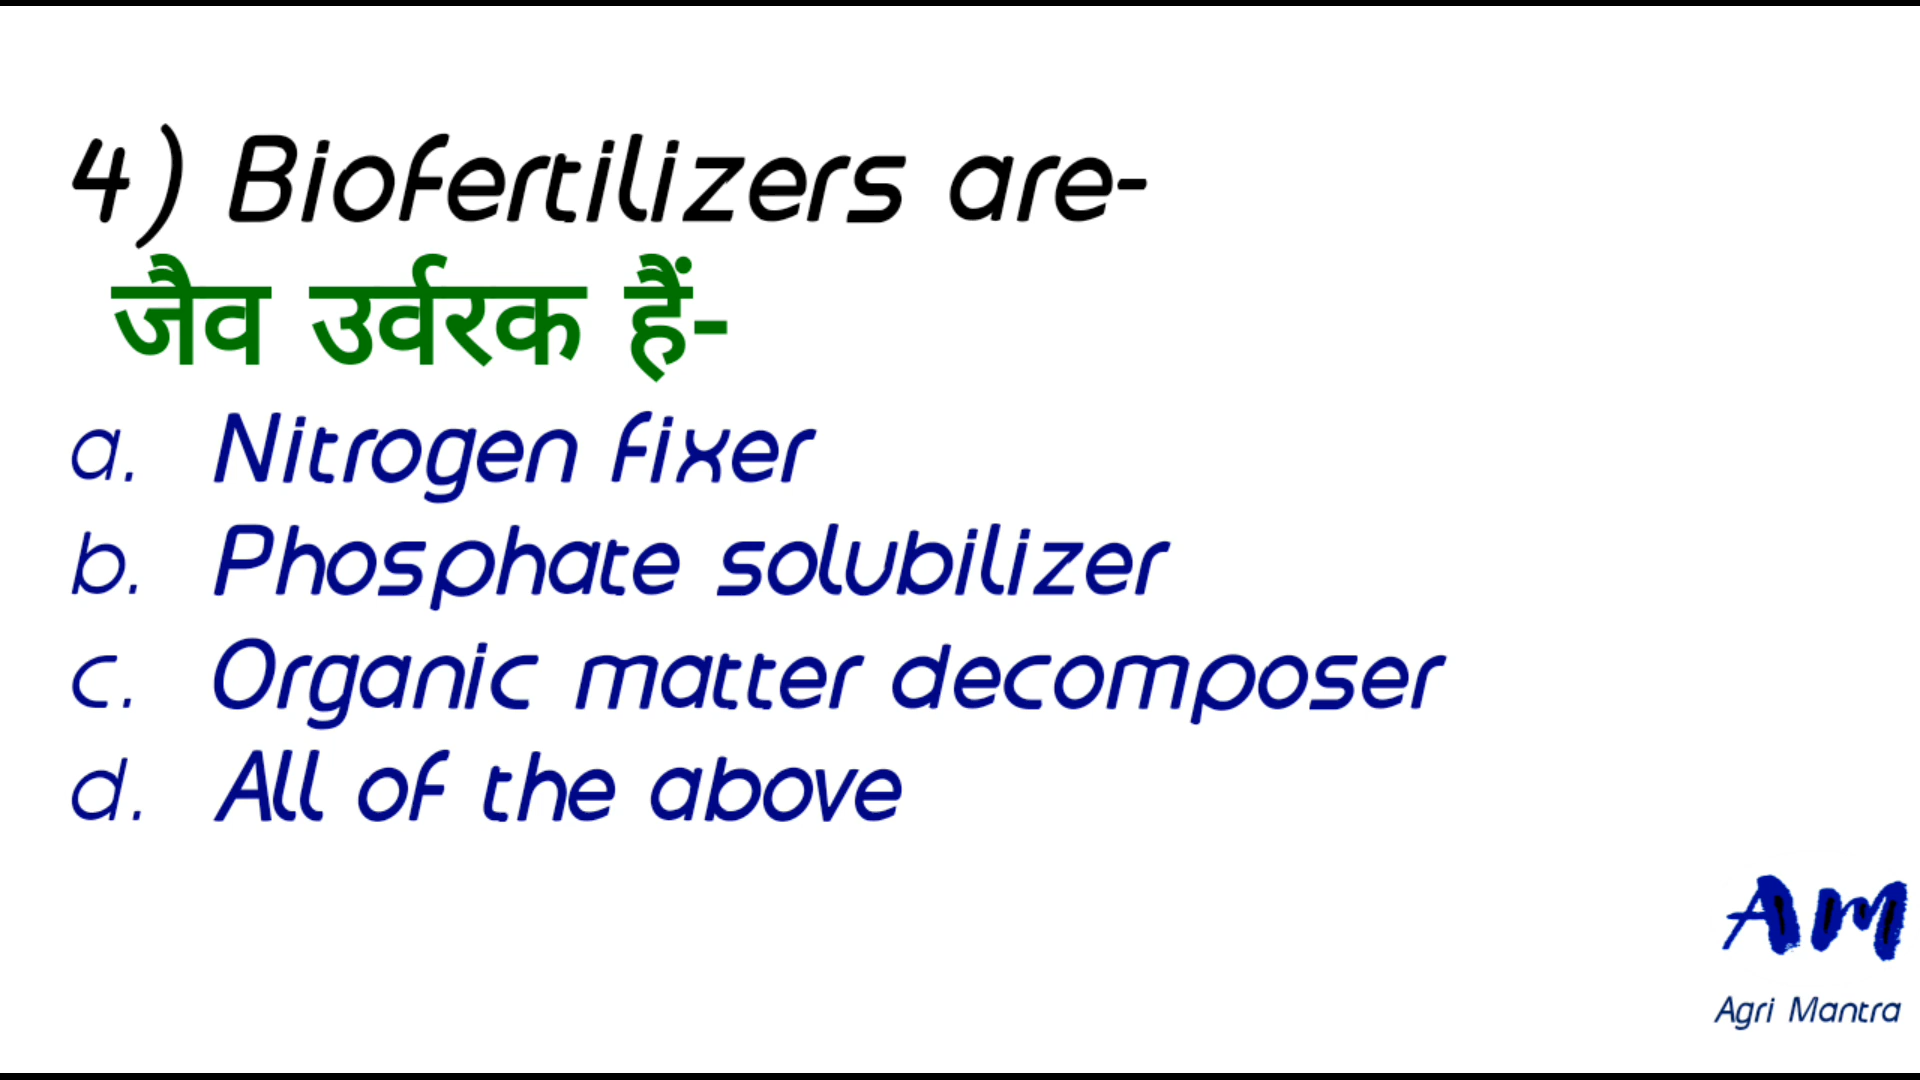 4) Biofertilizers are-
जैव उर्वरक हैं-
a. Nitrogen fixer
b. Phosphate solubilizer
c. Organic matter decomposer
d. All of the above
Am
Agri Mantra